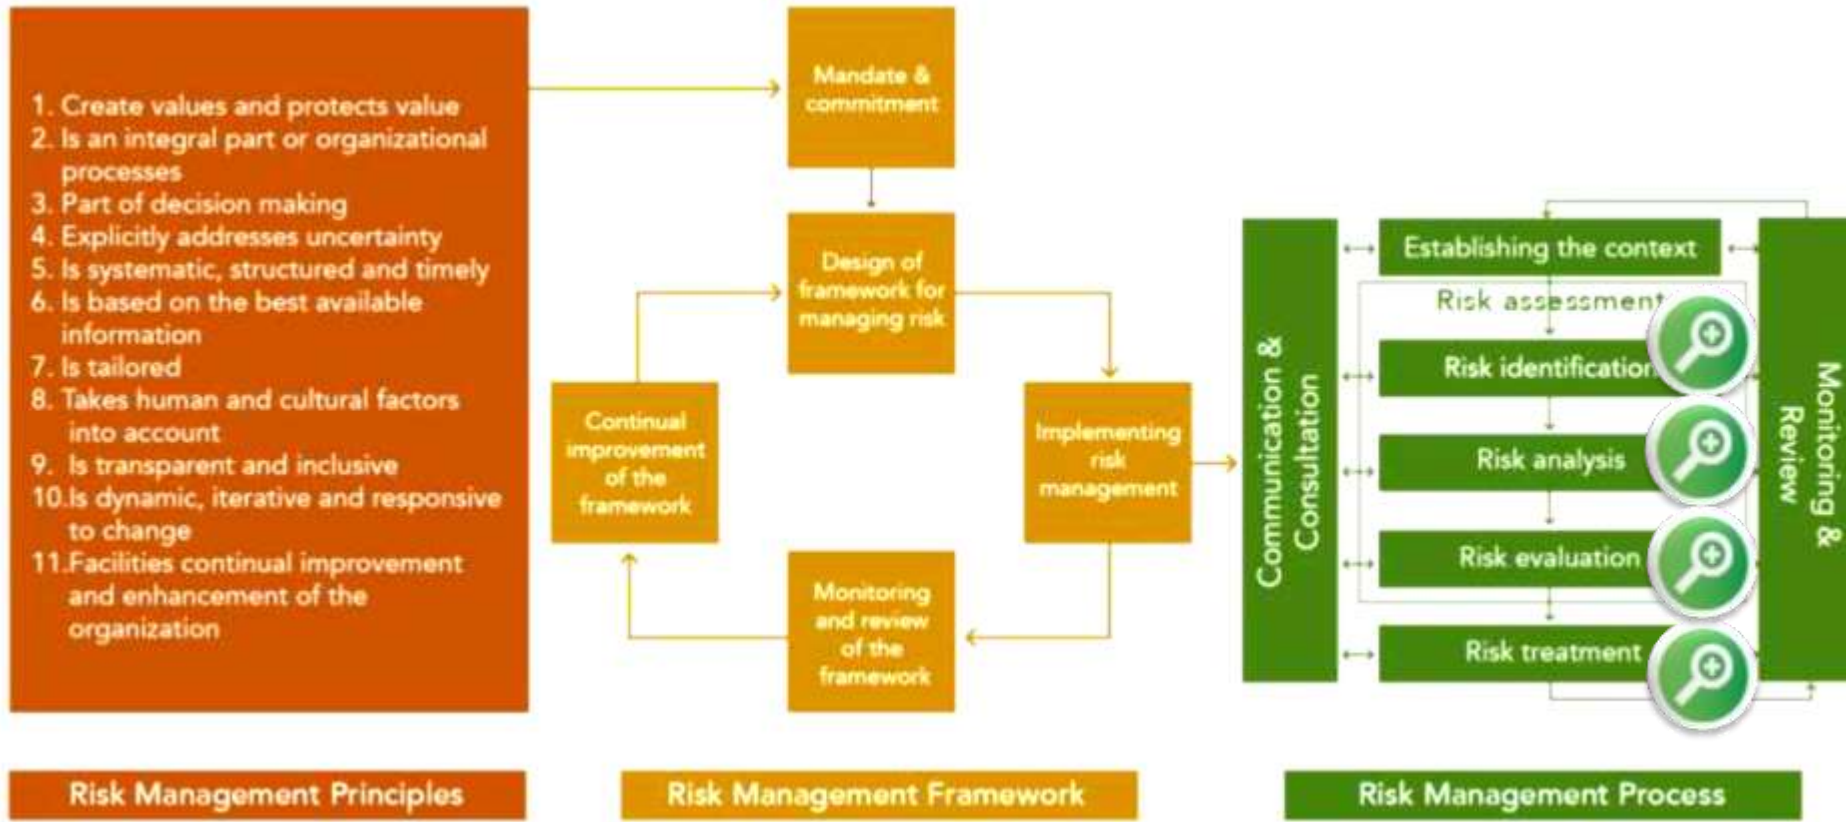 1. Create values and protects value
2. Is an integral part or organizational
processes
3. Part of decision making
4. Explicitly addresses uncertainty
5. Is systematic, structured and timely
6. Is based on the best available
information
7. Is tailored
8. Takes human and cultural factors
into account
9. Is transparent and inclusive
10.Is dynamic, iterative and responsive
to change
11.Facilities continual improvement
and enhancement of the
organization
Risk Management Principles
Mandate &
commitment
Design of
framework for
managing risk
Continual
improvement
of the
framework
Implementing
risk
management
Monitoring
and review
of the
framework
Risk Management Framework
Communication &
Consultation
Establishing the context
Risk assessment
Risk identification
Risk analysis
Risk evaluation
Risk treatment
Monitoring &
Review
Risk Management Process